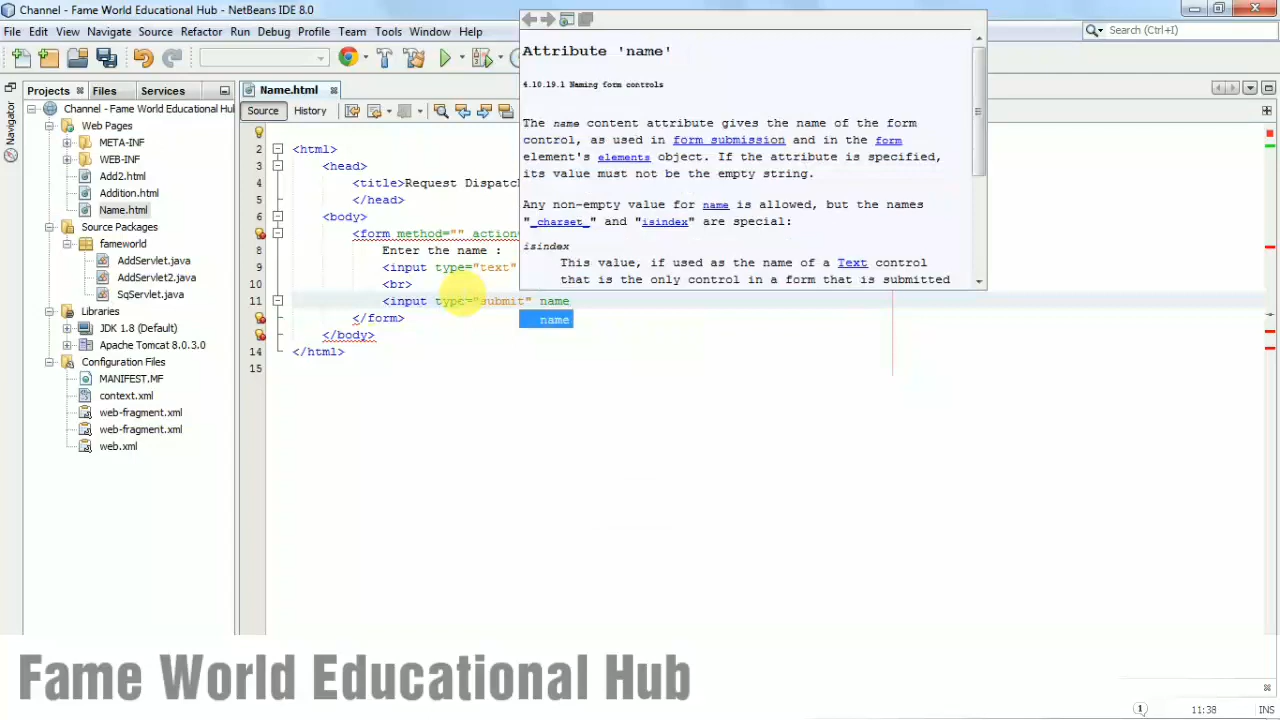 Channel - Fame World Educational Hub - NetBeans IDE 8.0
File Edit View Navigate Source Refactor Run Debug Profile Team Tools Window Help
Search (Ctrl+I)
Projects Files Services
Navigator
Channel - Fame World Educational Hub
Web Pages
META-INF
WEB-INF
Add2.html
Addition.html
Name.html
Source Packages
fameworld
AddServlet.java
AddServlet2.java
SqServlet.java
Libraries
JDK 1.8 (Default)
Apache Tomcat 8.0.3.0
Configuration Files
MANIFEST.MF
context.xml
web-fragment.xml
web-fragment.xml
web.xml
Name.html
Source History
2 <html>
3 <head>
4 <title>Request Dispatc
5 </head>
6 <body>
<form method="" action
8 Enter the name :
9 <input type="text"
10 <br>
11 <input type="submit" name
</form>
</body>
14 </html>
15
name
Attribute 'name'
4.10.19.1 Naming form controls
The name content attribute gives the name of the form
control, as used in form submission and in the form
element's elements object. If the attribute is specified,
its value must not be the empty string.
Any non-empty value for name is allowed, but the names
"_charset_" and "isindex" are special:
isindex
This value, if used as the name of a Text control
that is the only control in a form that is submitted
Fame World Educational Hub
11:38 INS